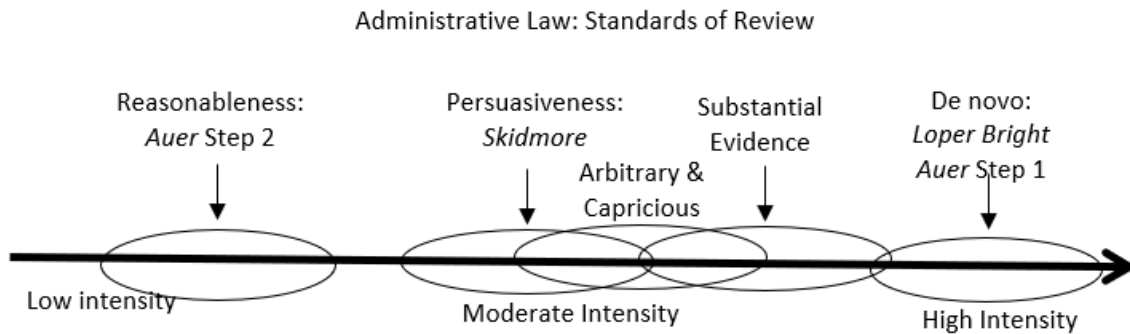 Administrative Law: Standards of Review
Reasonableness:
Auer Step 2
Persuasiveness:
Skidmore
Arbitrary &
Capricious
Substantial
Evidence
De novo:
Loper Bright
Auer Step 1
Low intensity
Moderate Intensity
High Intensity